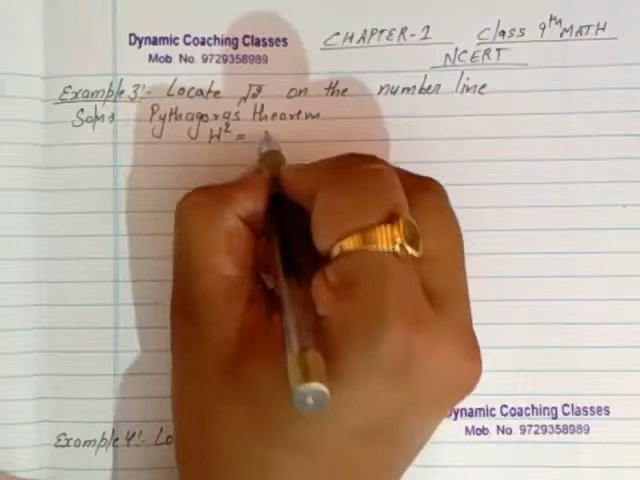 Dynamic Coaching Classes
Mob. No. 9729358989
CHAPTER-1 Class 9th MATH
NCERT
Example 3:- Locate √2 on the number line
Soln→ Pythagoras theorem
H² =
Dynamic Coaching Classes
Mob. No. 9729358989
Example 4:- Lo